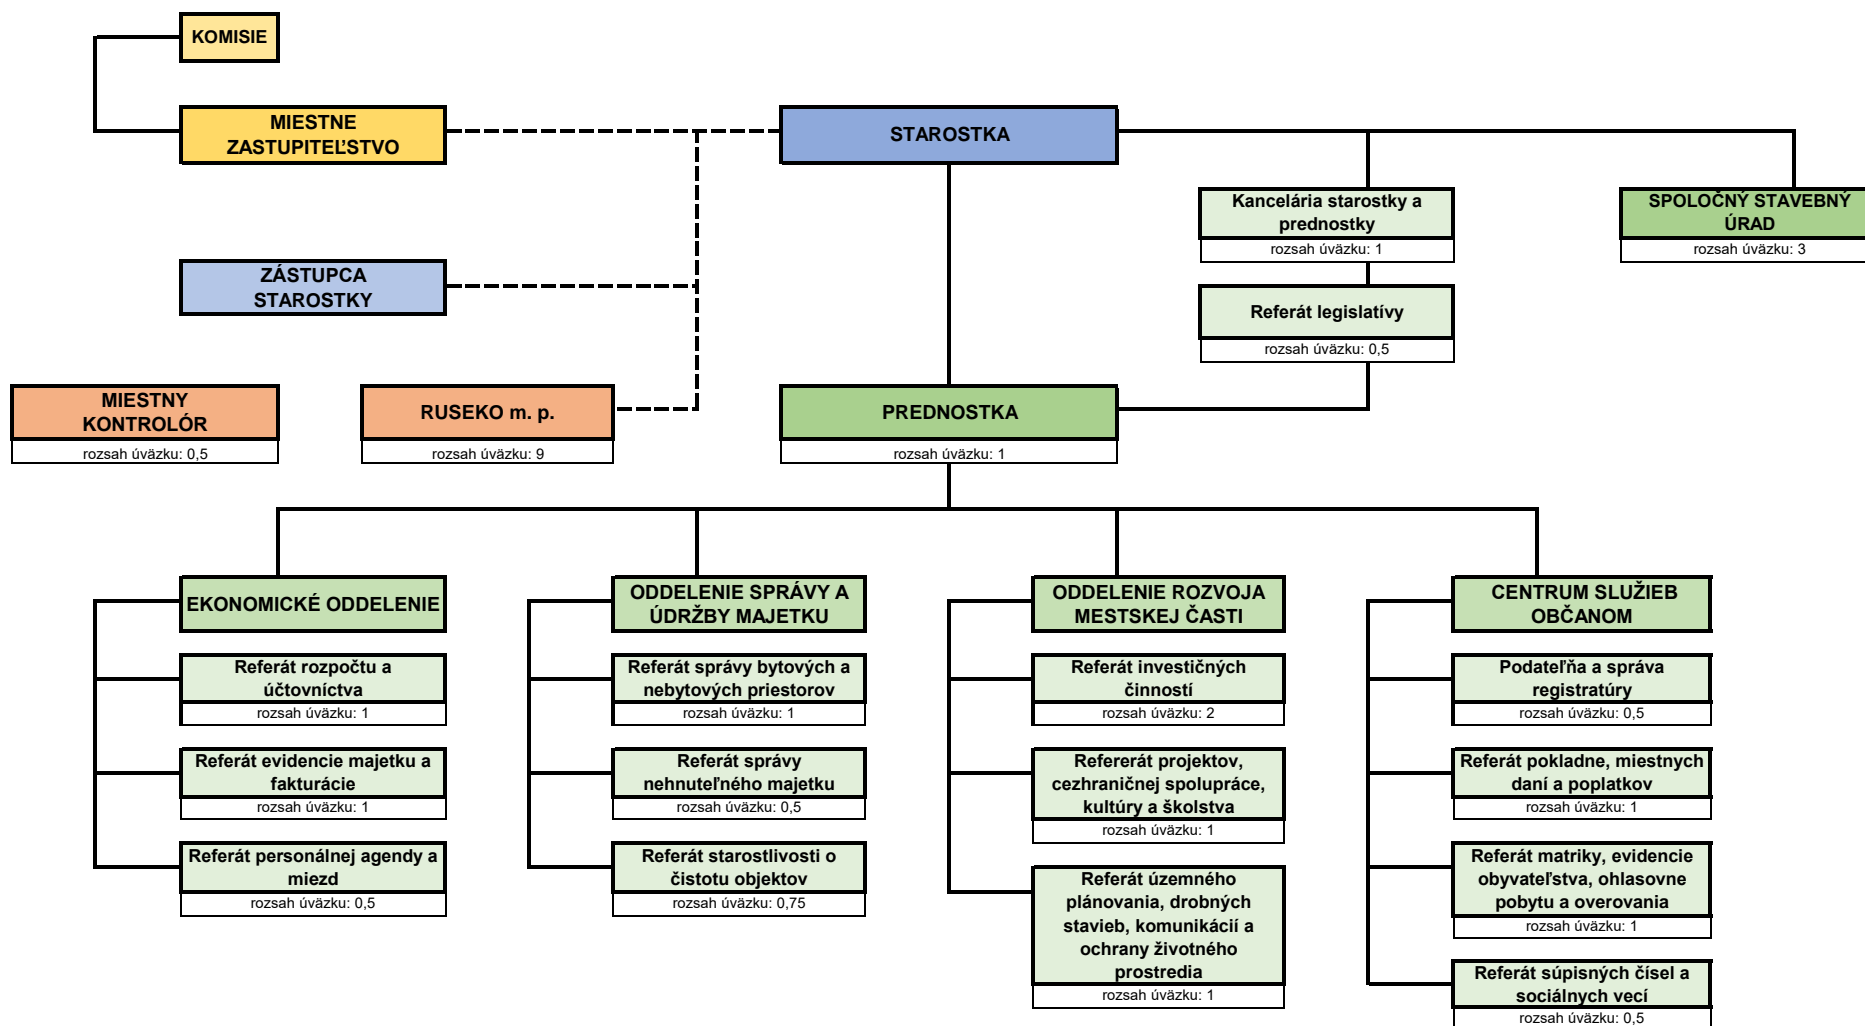 KOMISIE
MIESTNE
ZASTUPITEĽSTVO
STAROSTKA
Kancelária starostky a
prednostky
rozsah úväzku: 1
SPOLOČNÝ STAVEBNÝ
ÚRAD
rozsah úväzku: 3
ZÁSTUPCA
STAROSTKY
Referát legislatívy
rozsah úväzku: 0,5
MIESTNY
KONTROLÓR
rozsah úväzku: 0,5
RUSEKO m. p.
rozsah úväzku: 9
PREDNOSTKA
rozsah úväzku: 1
EKONOMICKÉ ODDELENIE
Referát rozpočtu a
účtovníctva
rozsah úväzku: 1
Referát evidencie majetku a
fakturácie
rozsah úväzku: 1
Referát personálnej agendy a
miezd
rozsah úväzku: 0,5
ODDELENIE SPRÁVY A
ÚDRŽBY MAJETKU
Referát správy bytových a
nebytových priestorov
rozsah úväzku: 1
Referát správy
nehnuteľného majetku
rozsah úväzku: 0,5
Referát starostlivosti o
čistotu objektov
rozsah úväzku: 0,75
ODDELENIE ROZVOJA
MESTSKEJ ČASTI
Referát investičných
činností
rozsah úväzku: 2
Refererát projektov,
cezhraničnej spolupráce,
kultúry a školstva
rozsah úväzku: 1
Referát územného
plánovania, drobných
stavieb, komunikácií a
ochrany životného
prostredia
rozsah úväzku: 1
CENTRUM SLUŽIEB
OBČANOM
Podateľňa a správa
registratúry
rozsah úväzku: 0,5
Referát pokladne, miestnych
daní a poplatkov
rozsah úväzku: 1
Referát matriky, evidencie
obyvateľstva, ohlasovne
pobytu a overovania
rozsah úväzku: 1
Referát súpisných čísel a
sociálnych vecí
rozsah úväzku: 0,5